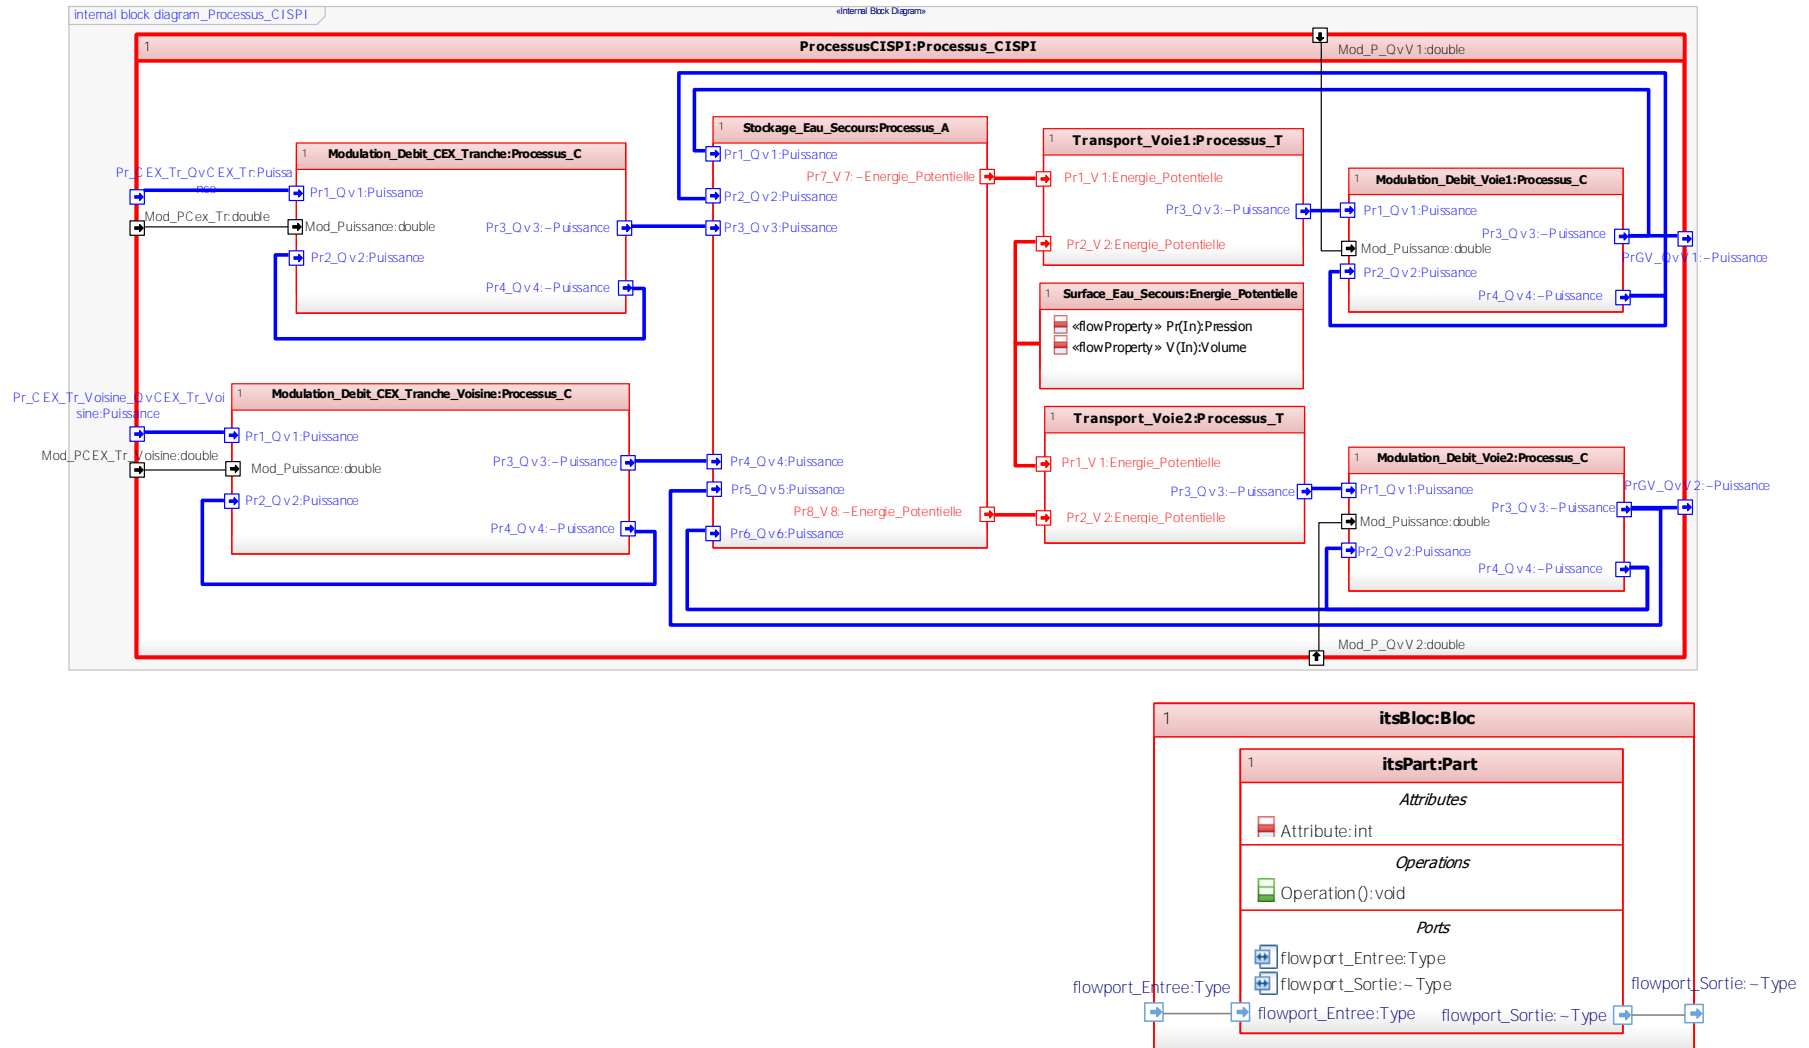 internal block diagram_Processus_CISPI
«Internal Block Diagram»
1
ProcessusCISPI:Processus_CISPI
Mod_P_QvV1:double
1
Modulation_Debit_CEX_Tranche:Processus_C
Pr_CEX_Tr_QvCEX_Tr:Puissa
nce
Pr1_Qv1:Puissance
Mod_PCex_Tr:double
Mod_Puissance:double
Pr3_Qv3:~Puissance
Pr2_Qv2:Puissance
Pr4_Qv4:~Puissance
1
Stockage_Eau_Secours:Processus_A
Pr1_Qv1:Puissance
Pr7_V7:~Energie_Potentielle
Pr2_Qv2:Puissance
Pr3_Qv3:Puissance
Pr4_Qv4:Puissance
Pr5_Qv5:Puissance
Pr8_V8:~Energie_Potentielle
Pr6_Qv6:Puissance
1
Transport_Voie1:Processus_T
Pr1_V1:Energie_Potentielle
Pr3_Qv3:~Puissance
Pr2_V2:Energie_Potentielle
1
Modulation_Debit_Voie1:Processus_C
Pr1_Qv1:Puissance
Pr3_Qv3:~Puissance
Mod_Puissance:double
PrGV_QvV1:~Puissance
Pr2_Qv2:Puissance
Pr4_Qv4:~Puissance
1
Surface_Eau_Secours:Energie_Potentielle
«flowProperty» Pr(In):Pression
«flowProperty» V(In):Volume
1
Modulation_Debit_CEX_Tranche_Voisine:Processus_C
Pr_CEX_Tr_Voisine_QvCEX_Tr_Voi
sine:Puissance
Pr1_Qv1:Puissance
Mod_PCEX_Tr_Voisine:double
Mod_Puissance:double
Pr3_Qv3:~Puissance
Pr2_Qv2:Puissance
Pr4_Qv4:~Puissance
1
Transport_Voie2:Processus_T
Pr1_V1:Energie_Potentielle
Pr3_Qv3:~Puissance
Pr2_V2:Energie_Potentielle
1
Modulation_Debit_Voie2:Processus_C
PrGV_QvV2:~Puissance
Pr1_Qv1:Puissance
Pr3_Qv3:~Puissance
Mod_Puissance:double
Pr2_Qv2:Puissance
Pr4_Qv4:~Puissance
Mod_P_QvV2:double
1
itsBloc:Bloc
1
itsPart:Part
Attributes
Attribute:int
Operations
Operation():void
Ports
flowport_Entree:Type
flowport_Sortie:~Type
flowport_Entree:Type
flowport_Sortie:~Type
flowport_Entree:Type
flowport_Sortie:~Type